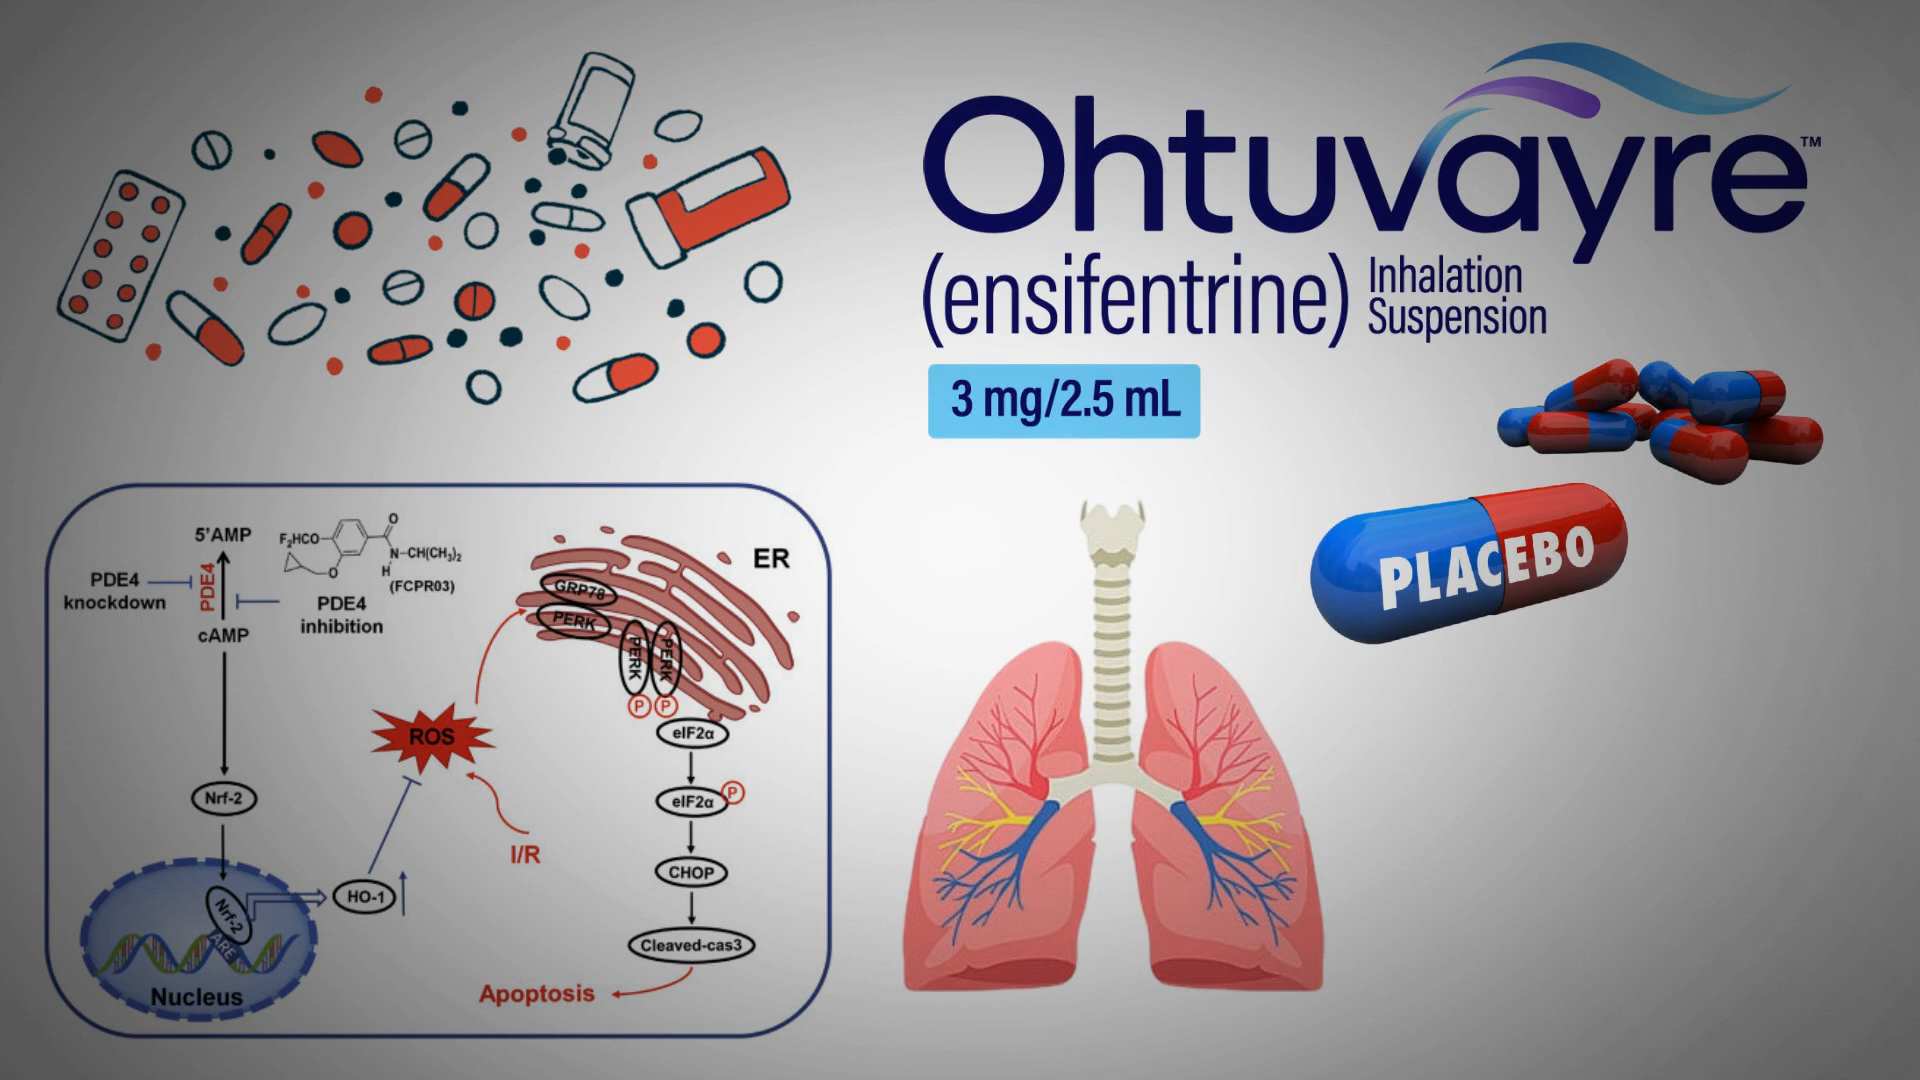 Ohtuvayre™
(ensifentrine) Inhalation
Suspension
3 mg/2.5 mL
PLACEBO
5'AMP
PDE4
knockdown
PDE4
cAMP
F₂HCO
O
O
N-CH(CH₃)₂
H
(FCPR03)
PDE4
inhibition
ER
GRP78
PERK
PERK
PERK
P
P
eIF2α
eIF2α
P
CHOP
Cleaved-cas3
Apoptosis
ROS
I/R
Nrf-2
HO-1
Nrf-2
ARE
Nucleus